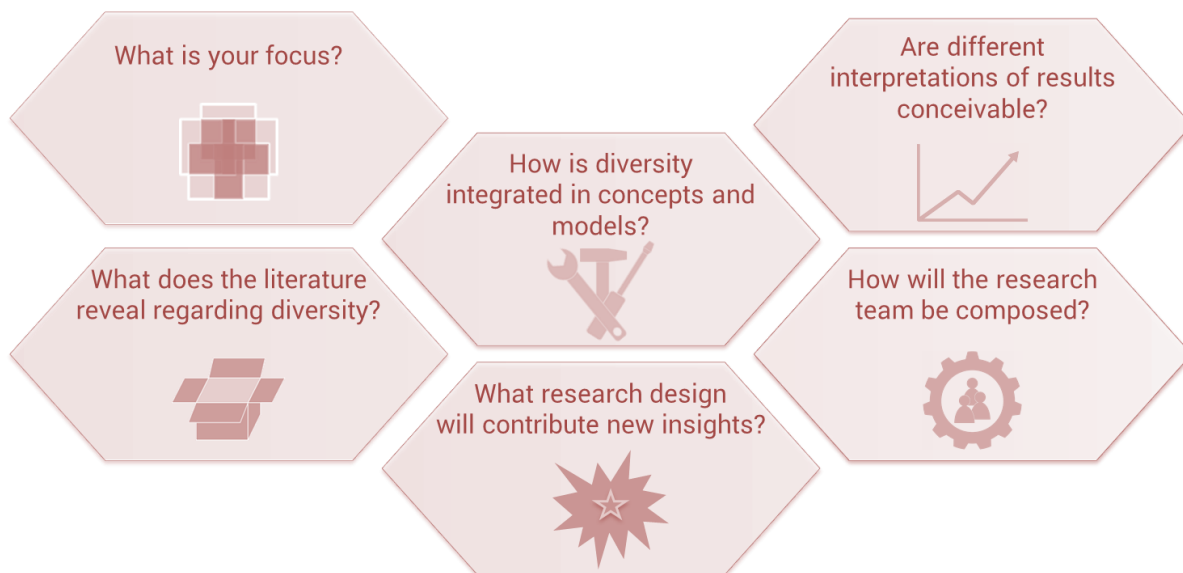 What is your focus?
What does the literature
reveal regarding diversity?
How is diversity
integrated in concepts and
models?
What research design
will contribute new insights?
Are different
interpretations of results
conceivable?
How will the research
team be composed?